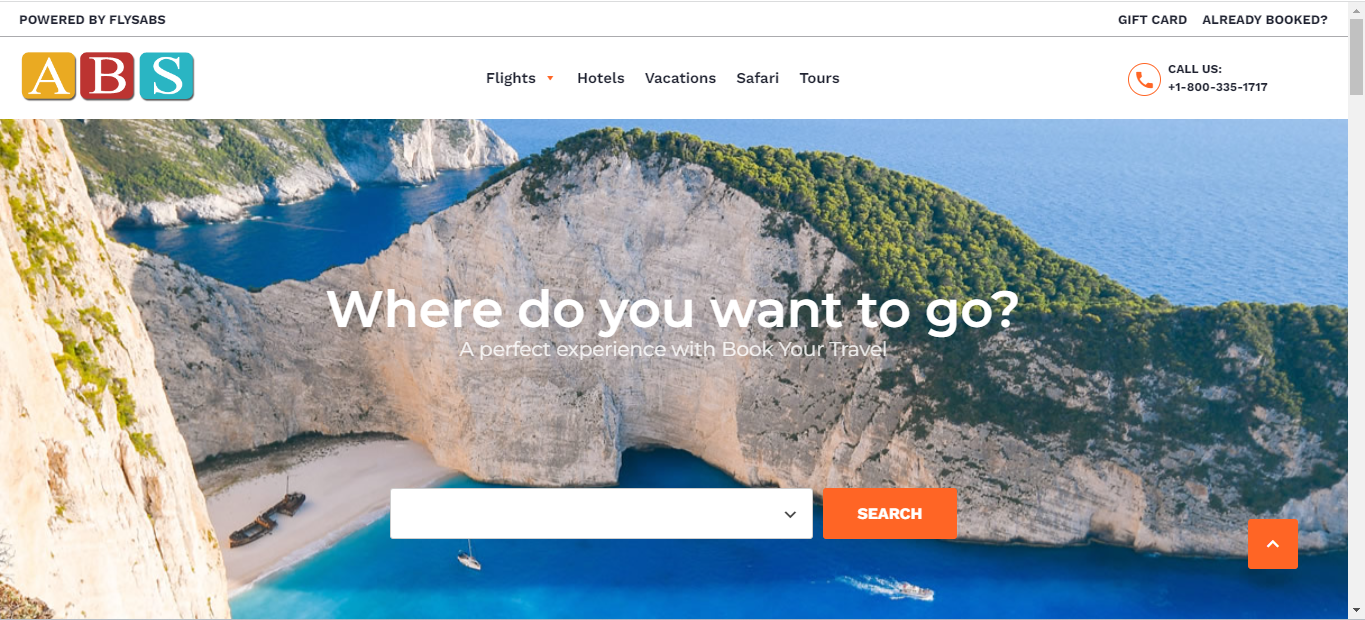 POWERED BY FLYSABS
GIFT CARD ALREADY BOOKED?
ABS
Flights Hotels Vacations Safari Tours
CALL US:
+1-800-335-1717
Where do you want to go?
A perfect experience with Book Your Travel
SEARCH